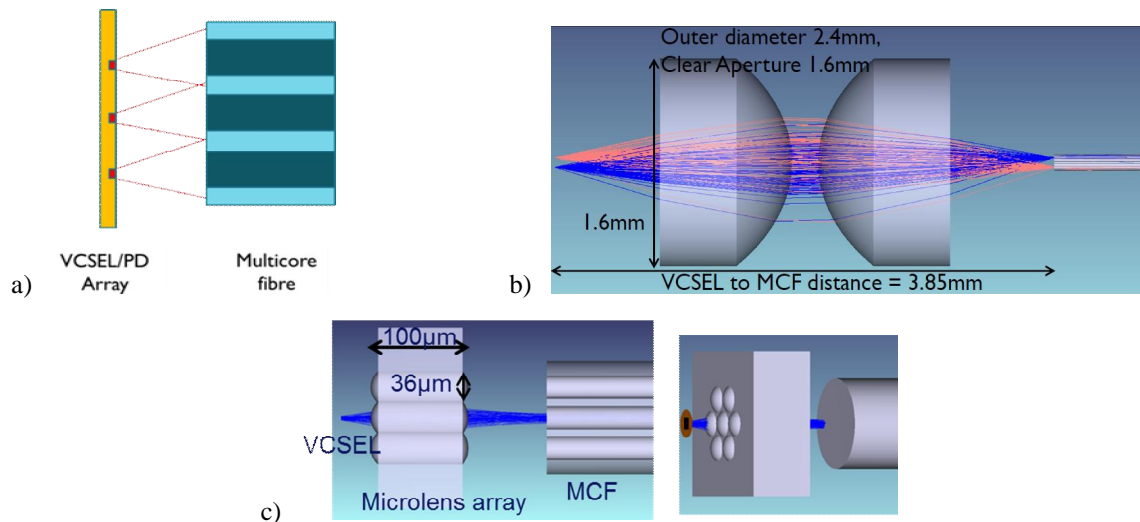 VCSEL/PD
Array
Multicore
fibre
a)
Outer diameter 2.4mm,
Clear Aperture 1.6mm
1.6mm
VCSEL to MCF distance = 3.85mm
b)
100µm
36µm
VCSEL
Microlens array
MCF
c)